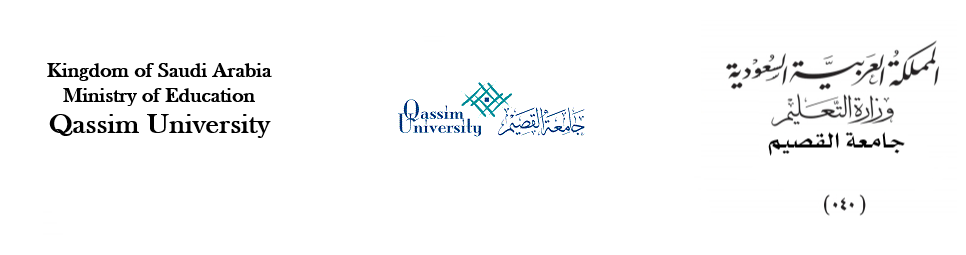 Kingdom of Saudi Arabia
Ministry of Education
Qassim University
Qassim
University
جامعة القصيم
المملكة العربية السعودية
وزارة التعليم
جامعة القصيم
(٠٤٠)